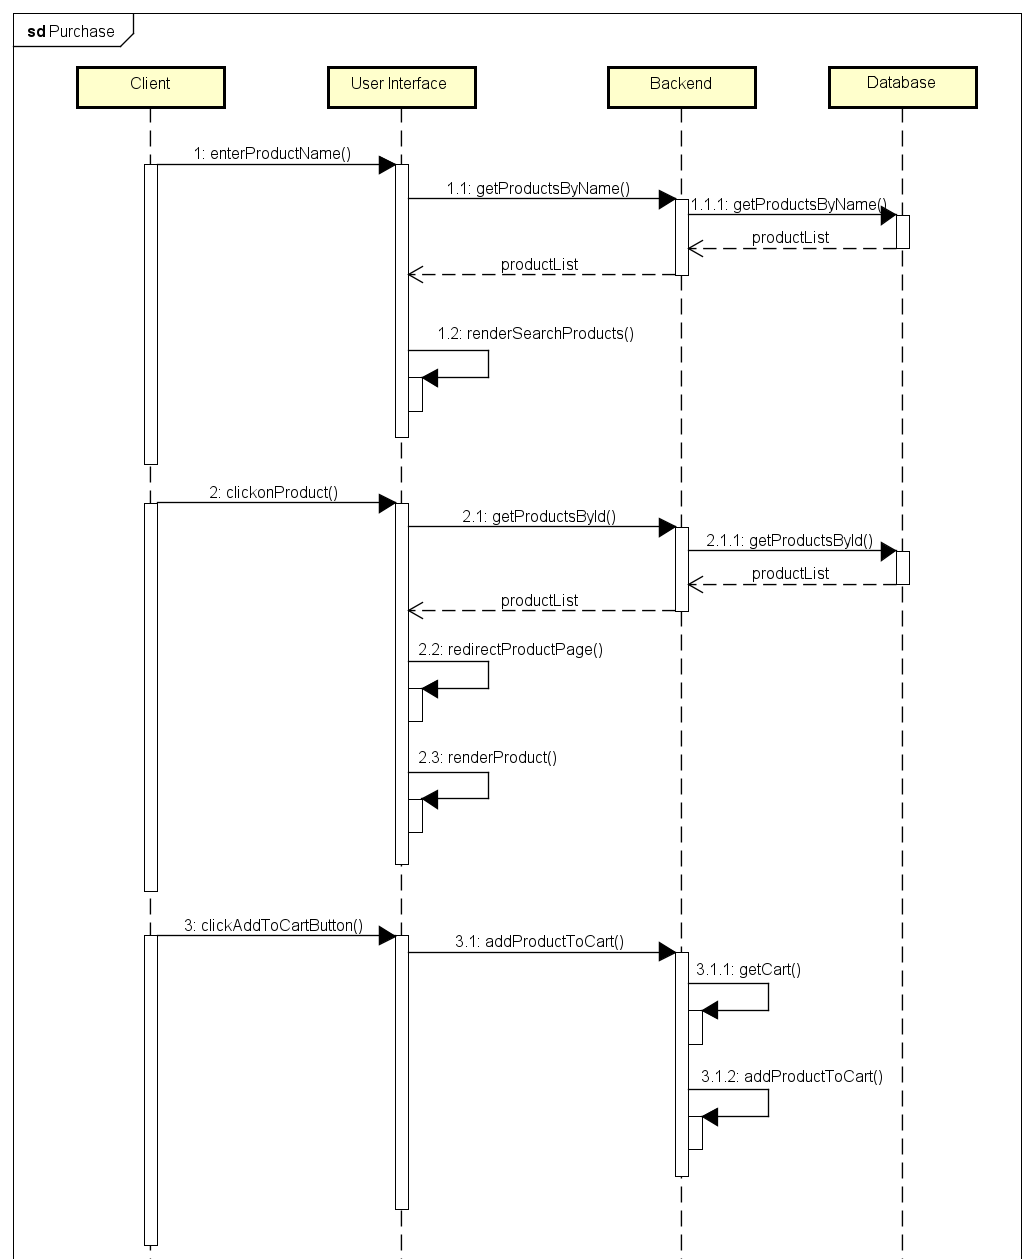 sd Purchase
Client
User Interface
Backend
Database
1: enterProductName()
1.1: getProductsByName()
1.1.1: getProductsByName()
productList
productList
1.2: renderSearchProducts()
2: clickonProduct()
2.1: getProductsById()
2.1.1: getProductsById()
productList
productList
2.2: redirectProductPage()
2.3: renderProduct()
3: clickAddToCartButton()
3.1: addProductToCart()
3.1.1: getCart()
3.1.2: addProductToCart()